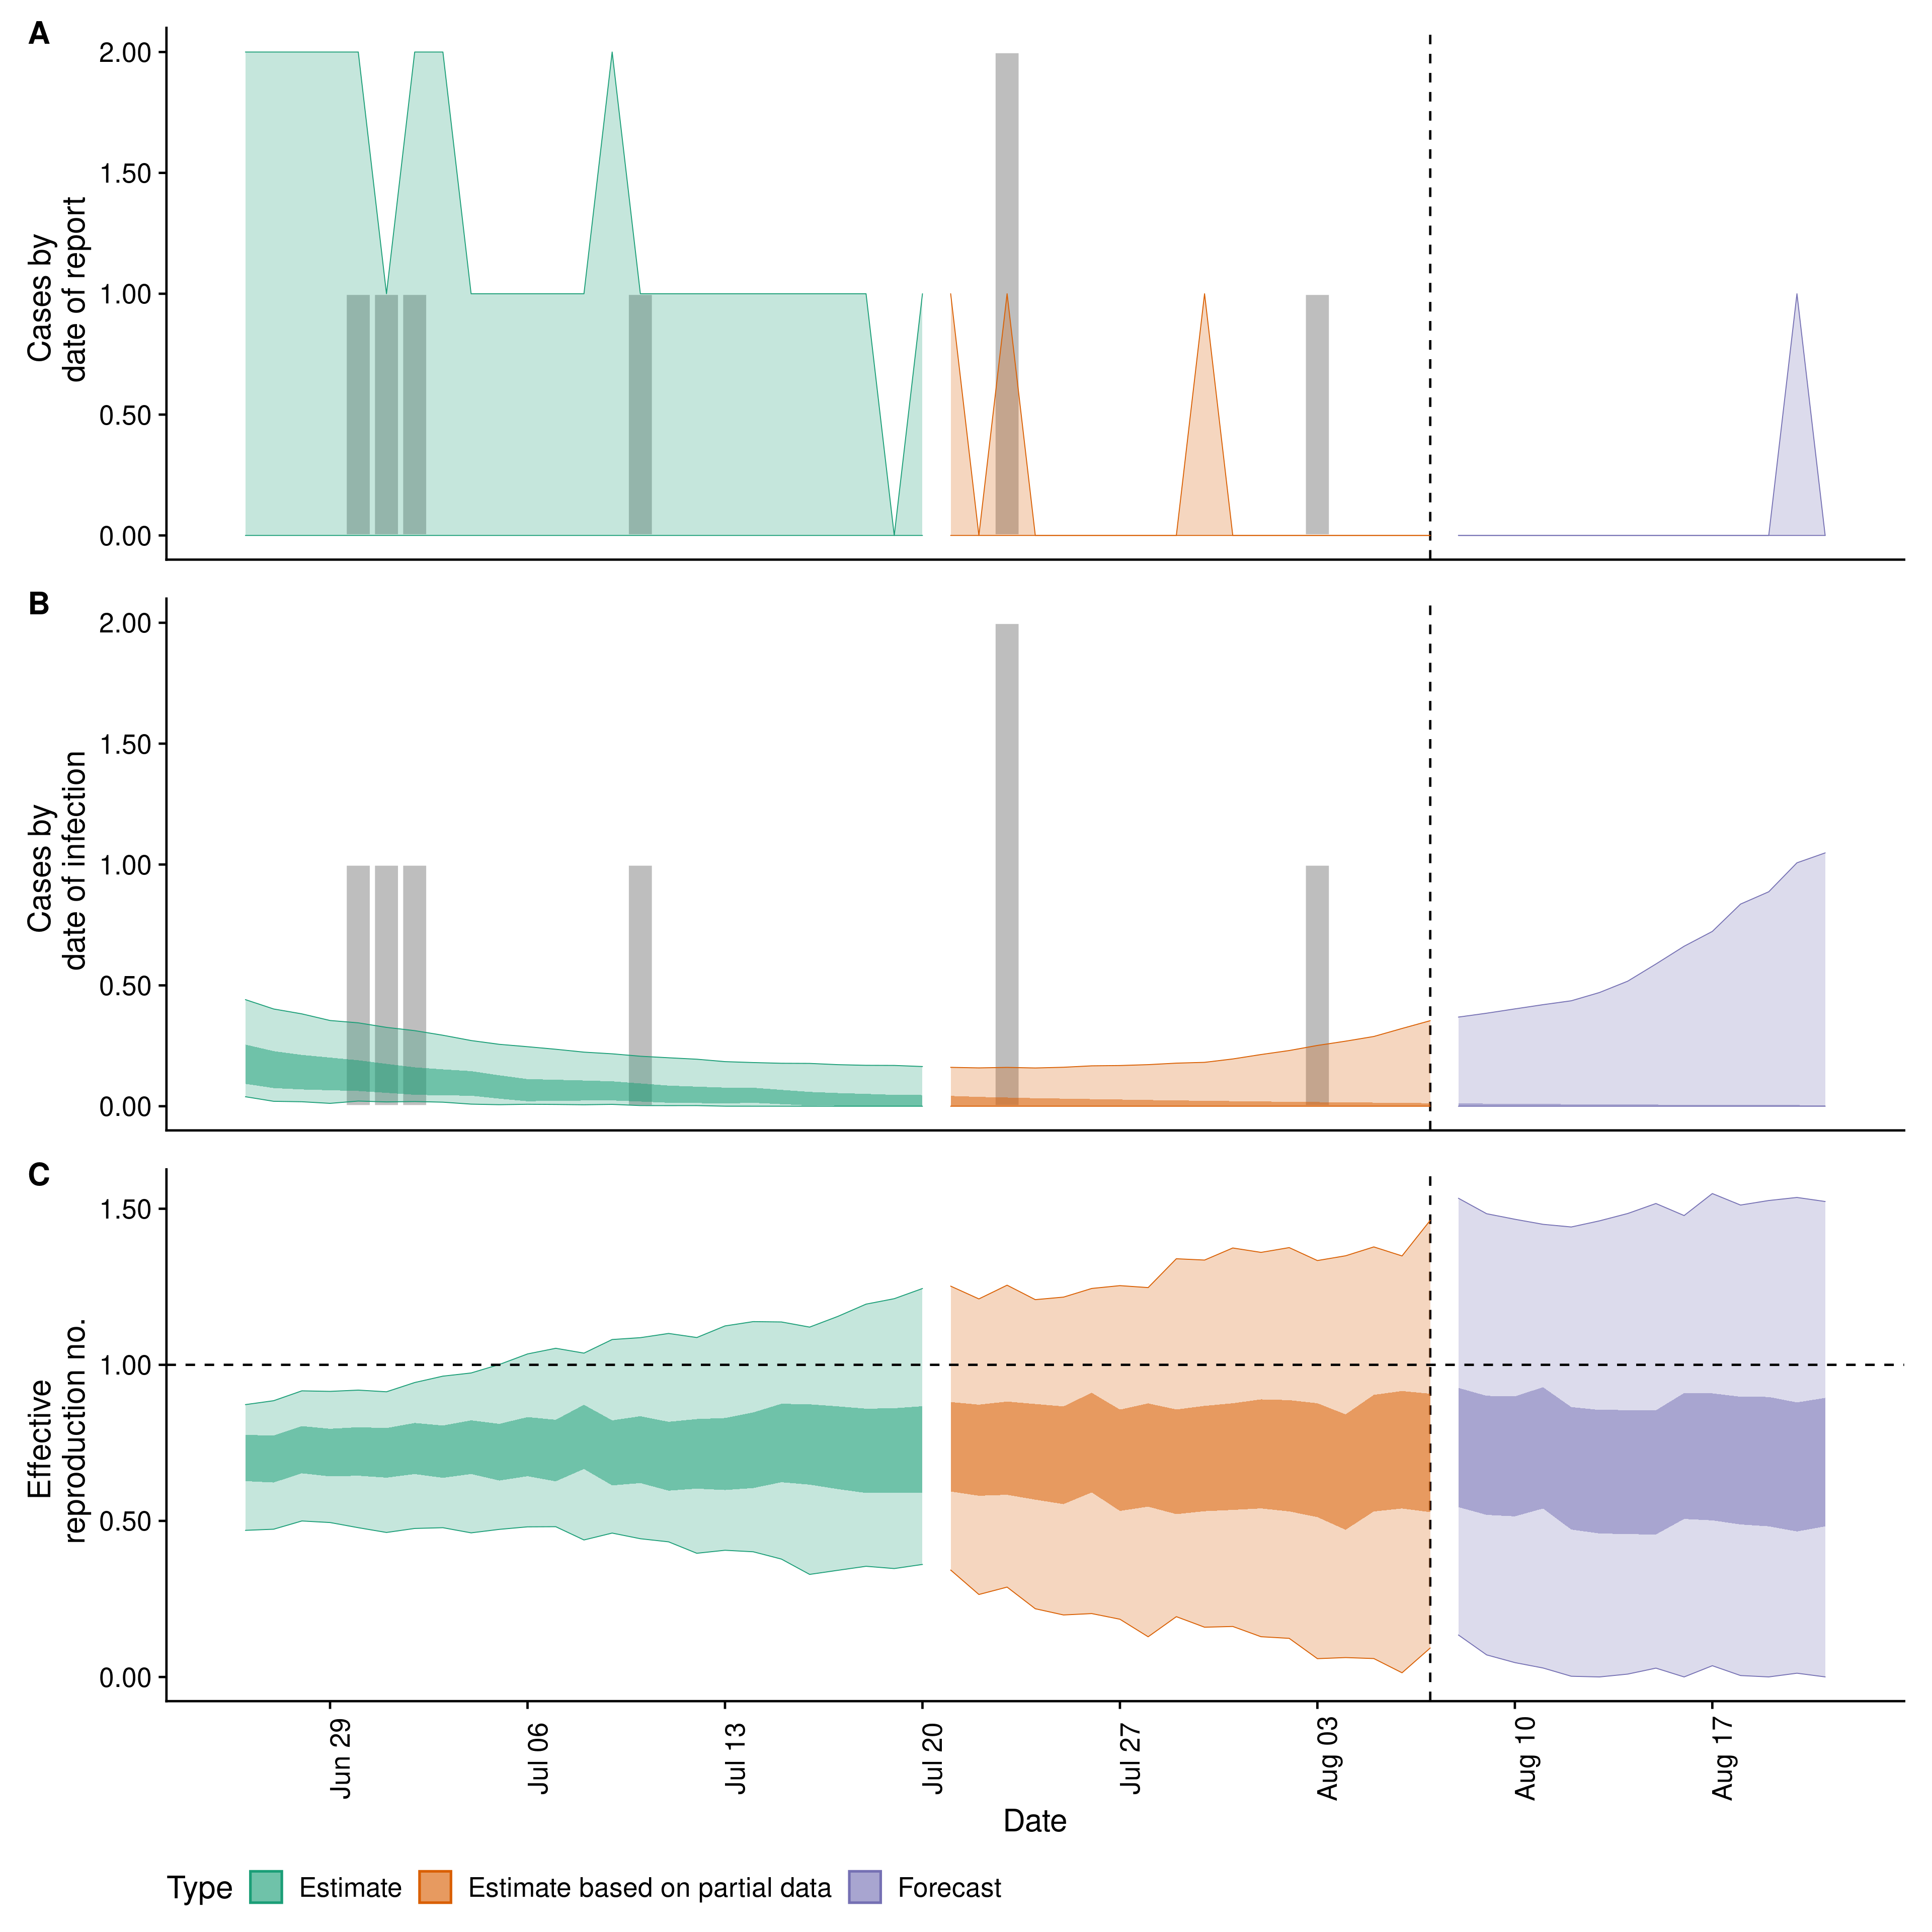 A
Cases by
date of report
2.00
1.50
1.00
0.50
0.00
B
Cases by
date of infection
2.00
1.50
1.00
0.50
0.00
C
Effective
reproduction no.
1.50
1.00
0.50
0.00
Jun 29
Jul 06
Jul 13
Jul 20
Jul 27
Aug 03
Aug 10
Aug 17
Date
Type Estimate Estimate based on partial data Forecast